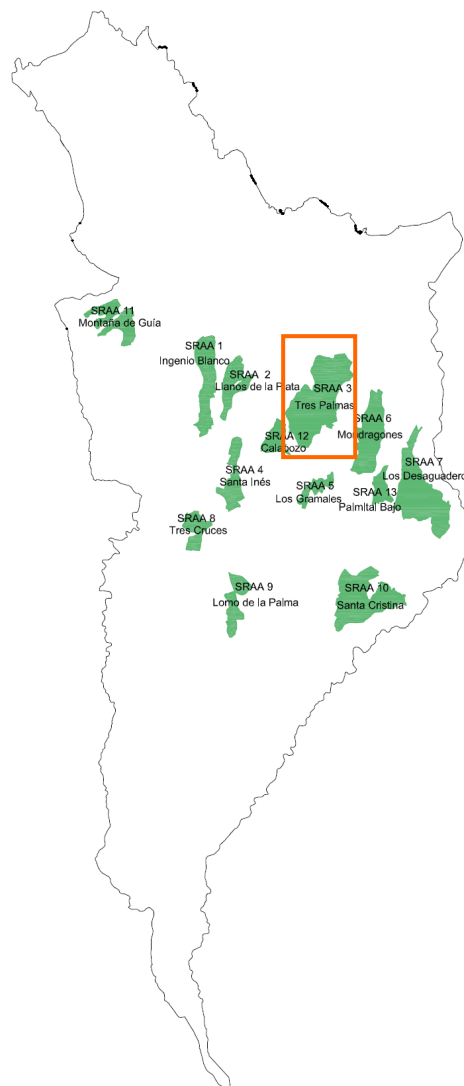 SRAA 11
Montaña de Guía
SRAA 1
Ingenio Blanco
SRAA 2
Llanos de la Plata
SRAA 3
Tres Palmas
SRAA 6
Mondragones
SRAA 12
Calapozo
SRAA 4
Santa Inés
SRAA 5
Los Gramales
SRAA 7
Los Desaguadero
SRAA 13
Palmital Bajo
SRAA 8
Tres Cruces
SRAA 9
Lomo de la Palma
SRAA 10
Santa Cristina